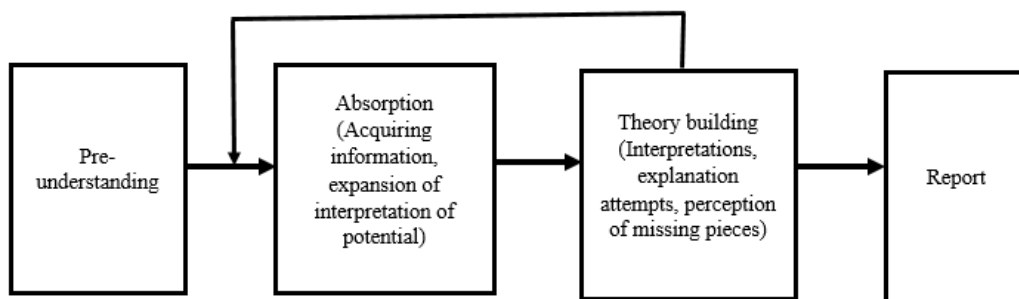 Pre-
understanding
Absorption
(Acquiring
information,
expansion of
interpretation of
potential)
Theory building
(Interpretations,
explanation
attempts, perception
of missing pieces)
Report